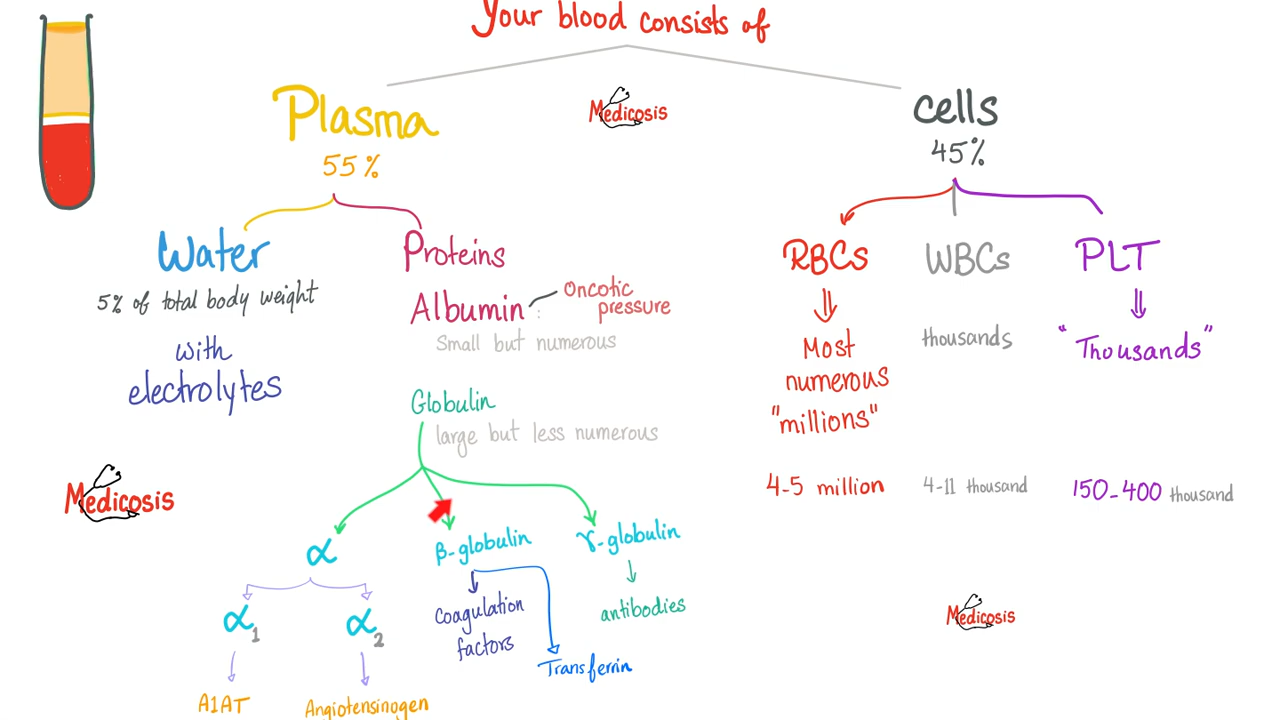 Your blood consists of
Plasma
55%
Medicosis
cells
45%
Water
5% of total body weight
with
electrolytes
Proteins
Albumin
Oncotic
pressure
Small but numerous
Globulin
large but less numerous
α
α1
α2
A1AT
Angiotensinogen
β-globulin
Coagulation
factors
Transferrin
γ-globulin
antibodies
RBCs
Most
numerous
"millions"
4-5 million
WBCs
thousands
4-11 thousand
PLT
"Thousands"
150-400 thousand
Medicosis
Medicosis